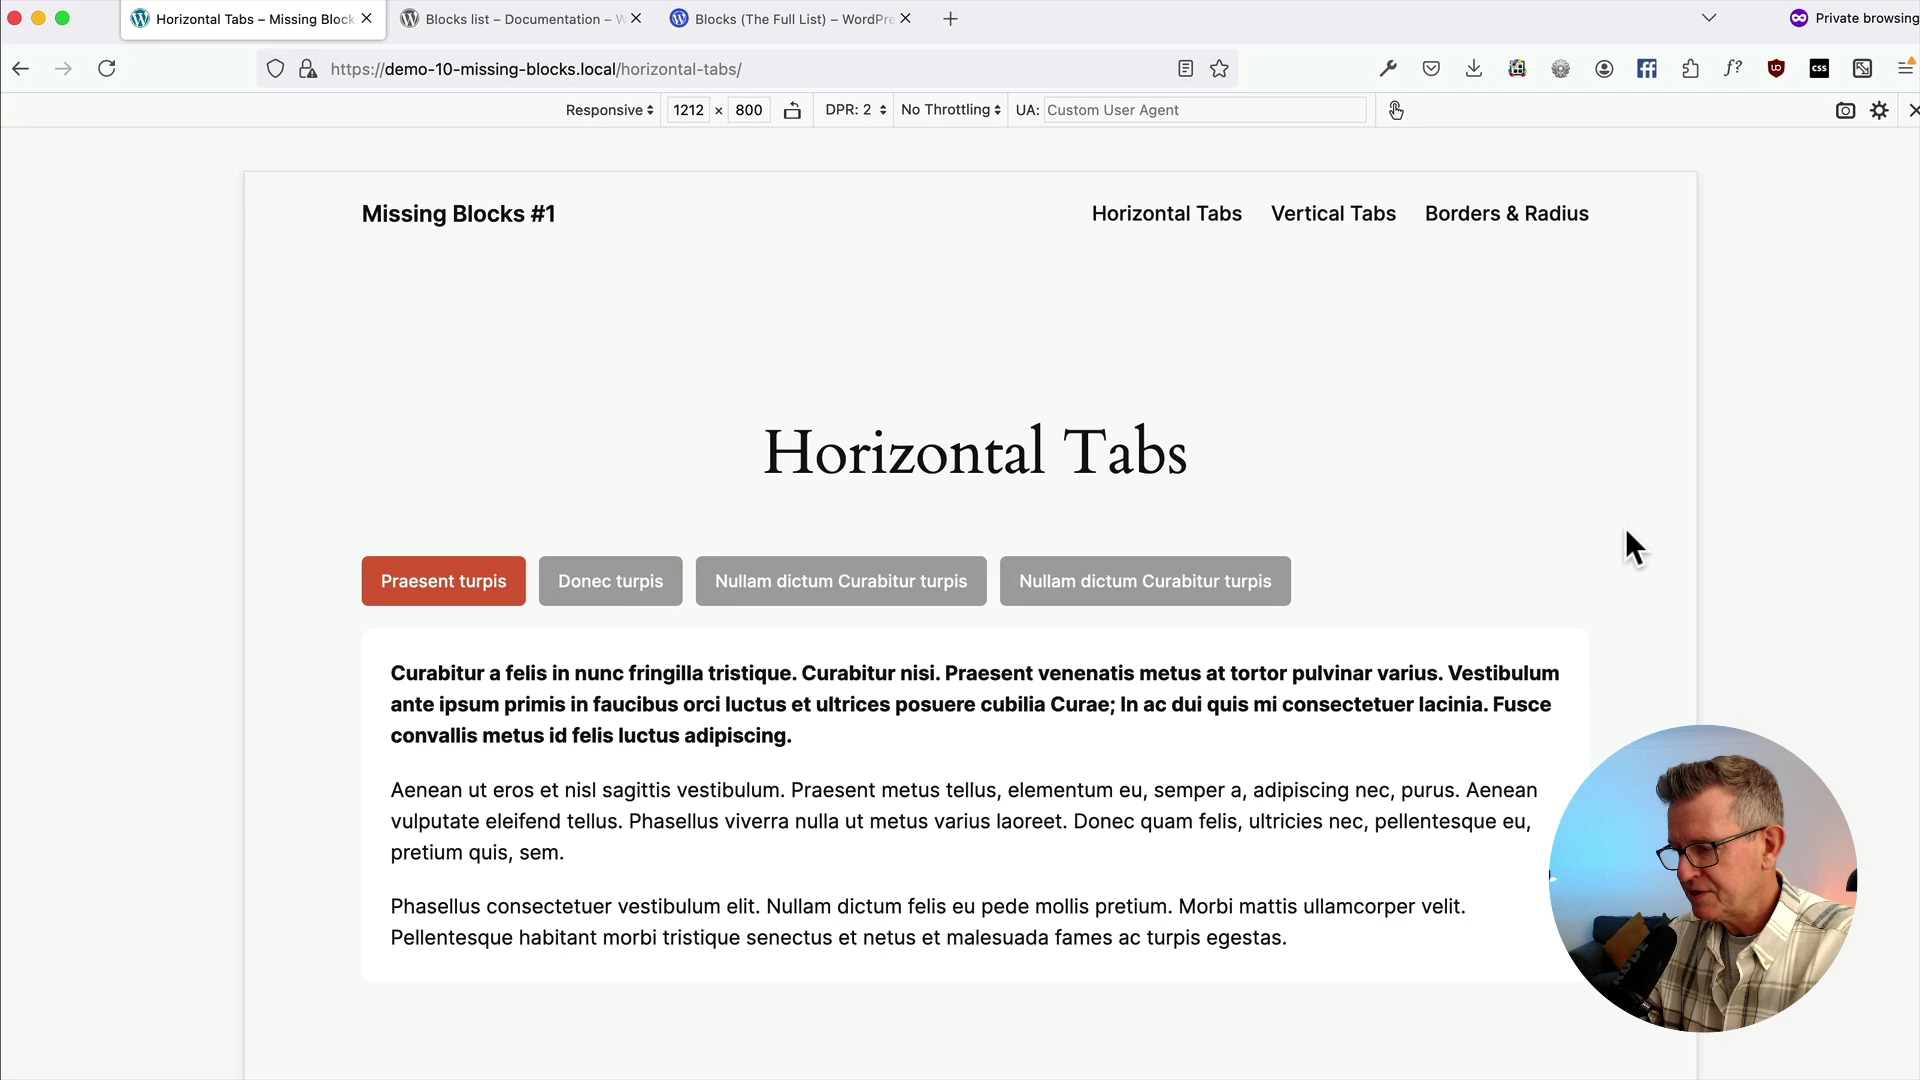 Horizontal Tabs – Missing Block
Blocks list – Documentation – W
Blocks (The Full List) – WordPre
Private browsing
https://demo-10-missing-blocks.local/horizontal-tabs/
f?
css
Responsive
1212 × 800
DPR: 2
No Throttling
UA: Custom User Agent
Missing Blocks #1
Horizontal Tabs
Vertical Tabs
Borders & Radius
Horizontal Tabs
Praesent turpis
Donec turpis
Nullam dictum Curabitur turpis
Nullam dictum Curabitur turpis
Curabitur a felis in nunc fringilla tristique. Curabitur nisi. Praesent venenatis metus at tortor pulvinar varius. Vestibulum
ante ipsum primis in faucibus orci luctus et ultrices posuere cubilia Curae; In ac dui quis mi consectetuer lacinia. Fusce
convallis metus id felis luctus adipiscing.
Aenean ut eros et nisl sagittis vestibulum. Praesent metus tellus, elementum eu, semper a, adipiscing nec, purus. Aenean
vulputate eleifend tellus. Phasellus viverra nulla ut metus varius laoreet. Donec quam felis, ultricies nec, pellentesque eu,
pretium quis, sem.
Phasellus consectetuer vestibulum elit. Nullam dictum felis eu pede mollis pretium. Morbi mattis ullamcorper velit.
Pellentesque habitant morbi tristique senectus et netus et malesuada fames ac turpis egestas.
RODE